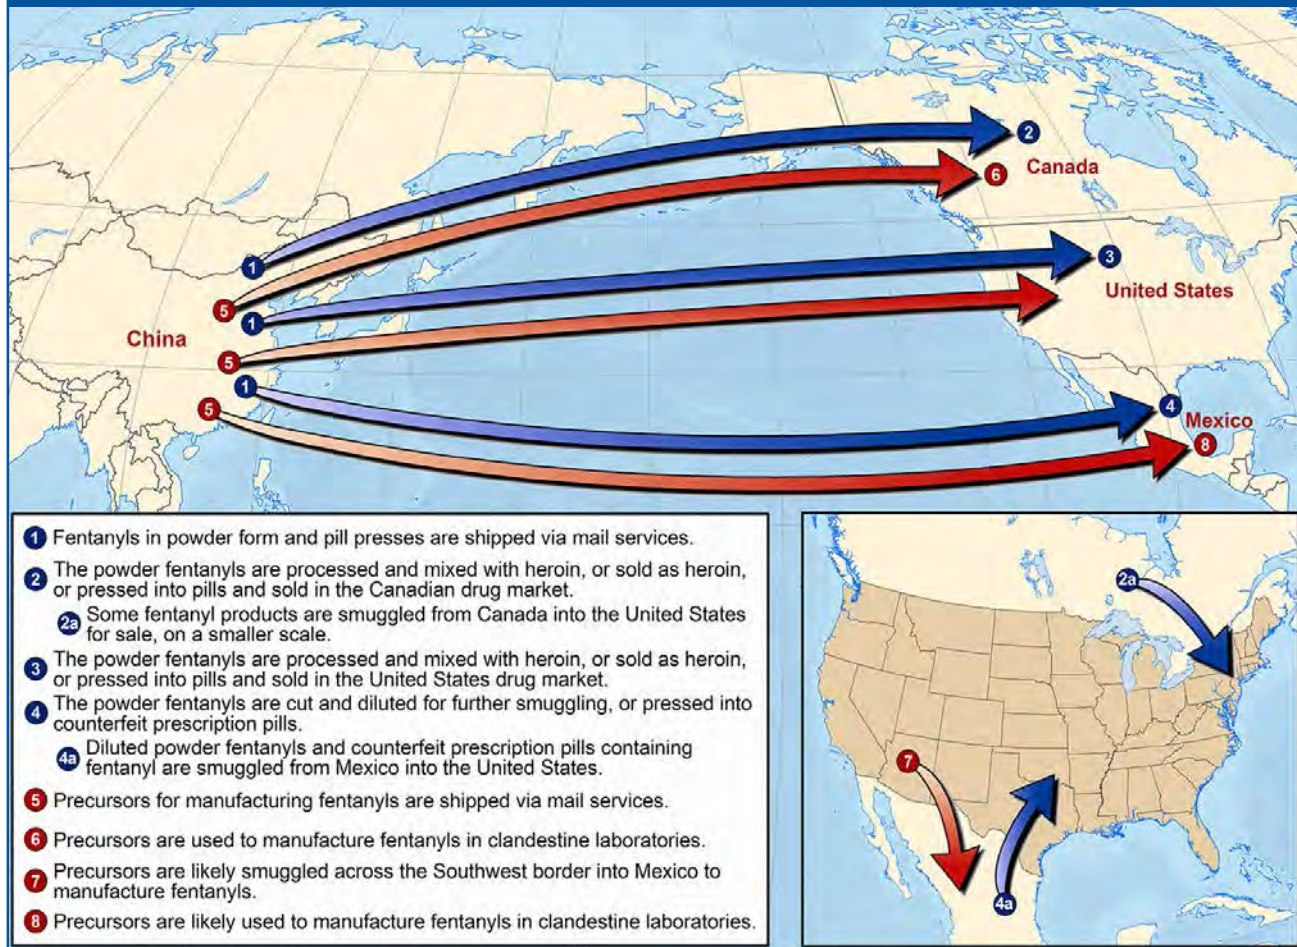 2
6
Canada
1
3
5
United States
1
China
5
1
4
5
Mexico
8
1 Fentanyls in powder form and pill presses are shipped via mail services.
2 The powder fentanyls are processed and mixed with heroin, or sold as heroin,
or pressed into pills and sold in the Canadian drug market.
2a Some fentanyl products are smuggled from Canada into the United States
for sale, on a smaller scale.
3 The powder fentanyls are processed and mixed with heroin, or sold as heroin,
or pressed into pills and sold in the United States drug market.
4 The powder fentanyls are cut and diluted for further smuggling, or pressed into
counterfeit prescription pills.
4a Diluted powder fentanyls and counterfeit prescription pills containing
fentanyl are smuggled from Mexico into the United States.
5 Precursors for manufacturing fentanyls are shipped via mail services.
6 Precursors are used to manufacture fentanyls in clandestine laboratories.
7 Precursors are likely smuggled across the Southwest border into Mexico to
manufacture fentanyls.
8 Precursors are likely used to manufacture fentanyls in clandestine laboratories.
2a
7
4a